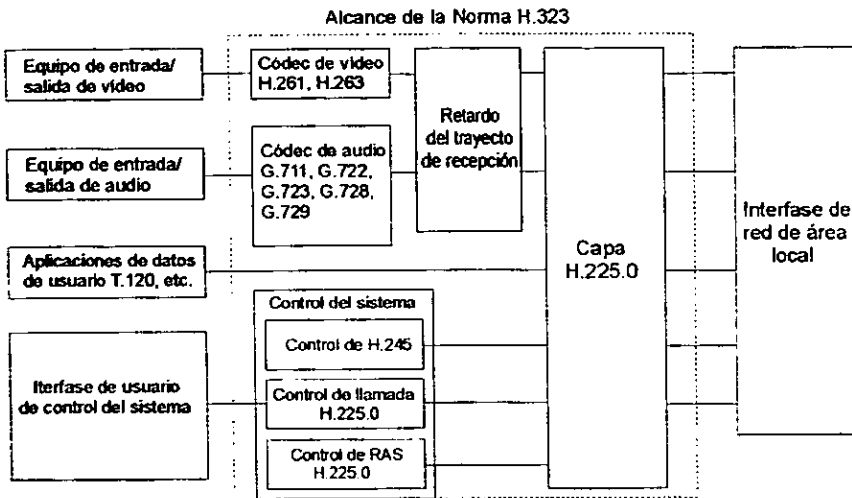 Alcance de la Norma H.323
Equipo de entrada/
salida de vídeo
Códec de vídeo
H.261, H.263
Retardo
del trayecto
de recepción
Equipo de entrada/
salida de audio
Códec de audio
G.711, G.722,
G.723, G.728,
G.729
Capa
H.225.0
Interfase de
red de área
local
Aplicaciones de datos
de usuario T.120, etc.
Control del sistema
Control de H.245
Iterfase de usuario
de control del sistema
Control de llamada
H.225.0
Control de RAS
H.225.0